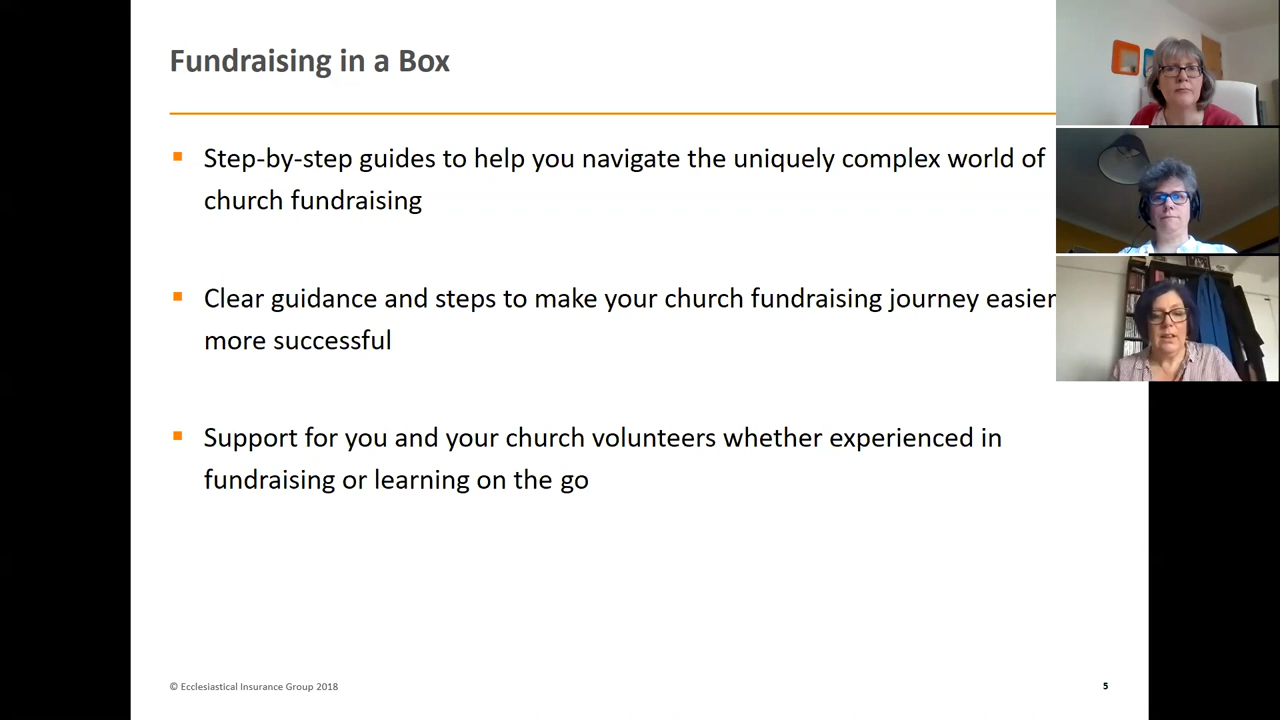 Fundraising in a Box
Step-by-step guides to help you navigate the uniquely complex world of
church fundraising
Clear guidance and steps to make your church fundraising journey easier
more successful
Support for you and your church volunteers whether experienced in
fundraising or learning on the go
© Ecclesiastical Insurance Group 2018
5